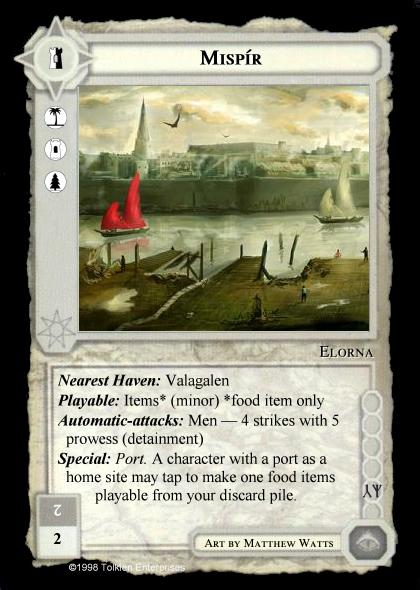 Mispír
Elorna
Nearest Haven: Valagalen
Playable: Items* (minor) *food item only
Automatic-attacks: Men — 4 strikes with 5
prowess (detainment)
Special: Port. A character with a port as a
home site may tap to make one food items
playable from your discard pile.
2
2
Art by Matthew Watts
©1998 Tolkien Enterprises